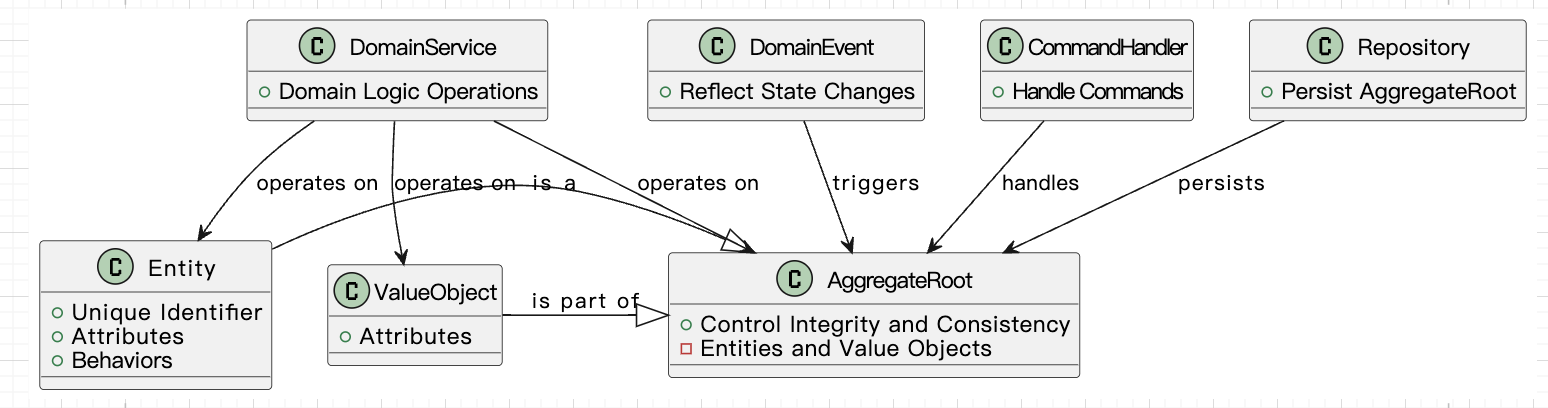 C DomainService
Domain Logic Operations
C DomainEvent
Reflect State Changes
C CommandHandler
Handle Commands
C Repository
Persist AggregateRoot
operates on
operates on
is a
operates on
triggers
handles
persists
C Entity
Unique Identifier
Attributes
Behaviors
C ValueObject
Attributes
is part of
C AggregateRoot
Control Integrity and Consistency
Entities and Value Objects